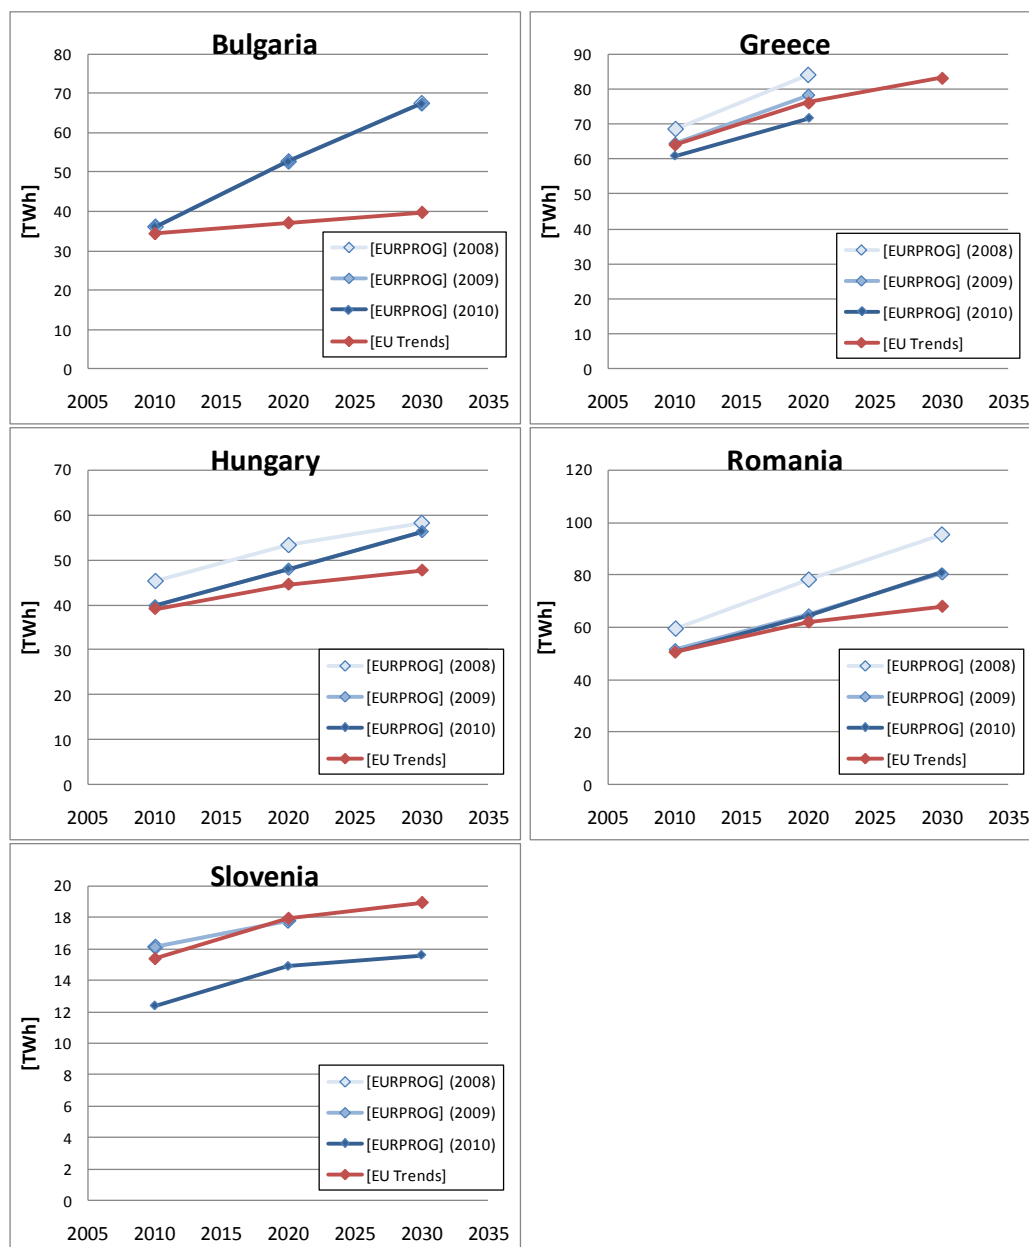 Bulgaria
80
70
60
50
40
30
20
10
0
[TWh]
2005 2010 2015 2020 2025 2030 2035
[EURPROG] (2008)
[EURPROG] (2009)
[EURPROG] (2010)
[EU Trends]
Greece
90
80
70
60
50
40
30
20
10
0
[TWh]
2005 2010 2015 2020 2025 2030 2035
[EURPROG] (2008)
[EURPROG] (2009)
[EURPROG] (2010)
[EU Trends]
Hungary
70
60
50
40
30
20
10
0
[TWh]
2005 2010 2015 2020 2025 2030 2035
[EURPROG] (2008)
[EURPROG] (2009)
[EURPROG] (2010)
[EU Trends]
Romania
120
100
80
60
40
20
0
[TWh]
2005 2010 2015 2020 2025 2030 2035
[EURPROG] (2008)
[EURPROG] (2009)
[EURPROG] (2010)
[EU Trends]
Slovenia
20
18
16
14
12
10
8
6
4
2
0
[TWh]
2005 2010 2015 2020 2025 2030 2035
[EURPROG] (2008)
[EURPROG] (2009)
[EURPROG] (2010)
[EU Trends]